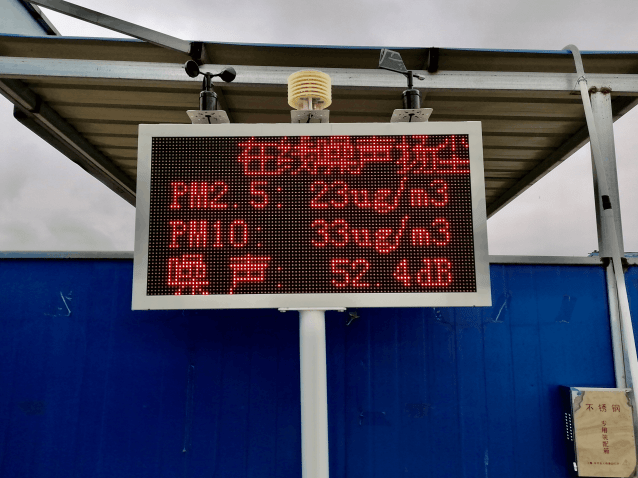 在线噪声扬尘
PM2.5: 23ug/m3
PM10: 33ug/m3
噪声: 52.4dB
不锈钢